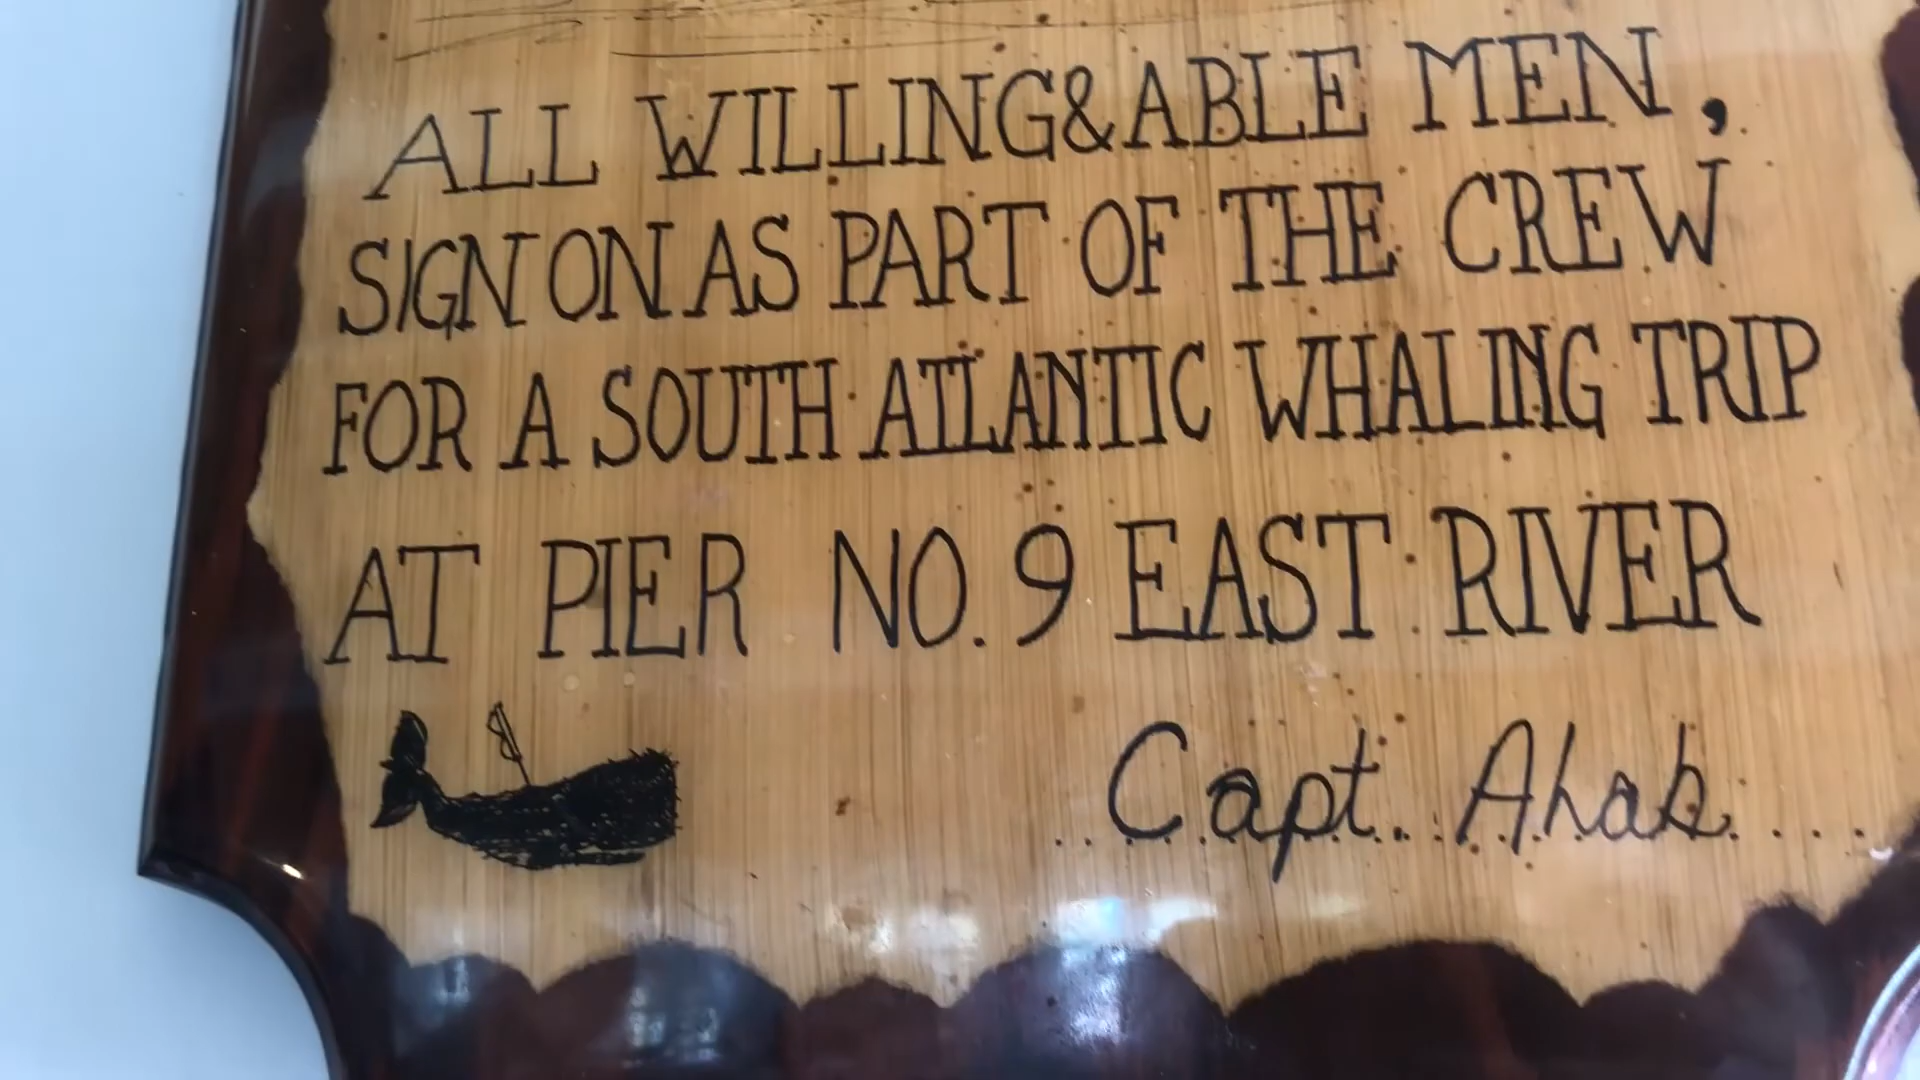 ALL WILLING & ABLE MEN,
SIGN ON AS PART OF THE CREW
FOR A SOUTH ATLANTIC WHALING TRIP
AT PIER NO. 9 EAST RIVER
Capt. Ahab